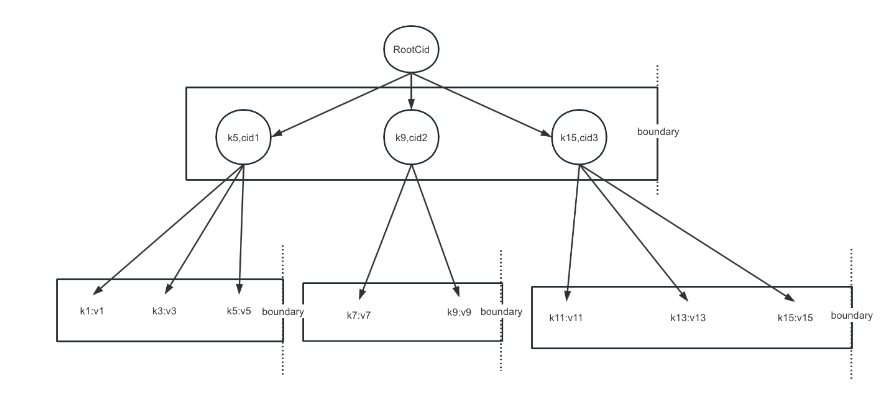 RootCid
k5,cid1
k9,cid2
k15,cid3
boundary
k1:v1
k3:v3
k5:v5
boundary
k7:v7
k9:v9
boundary
k11:v11
k13:v13
k15:v15
boundary